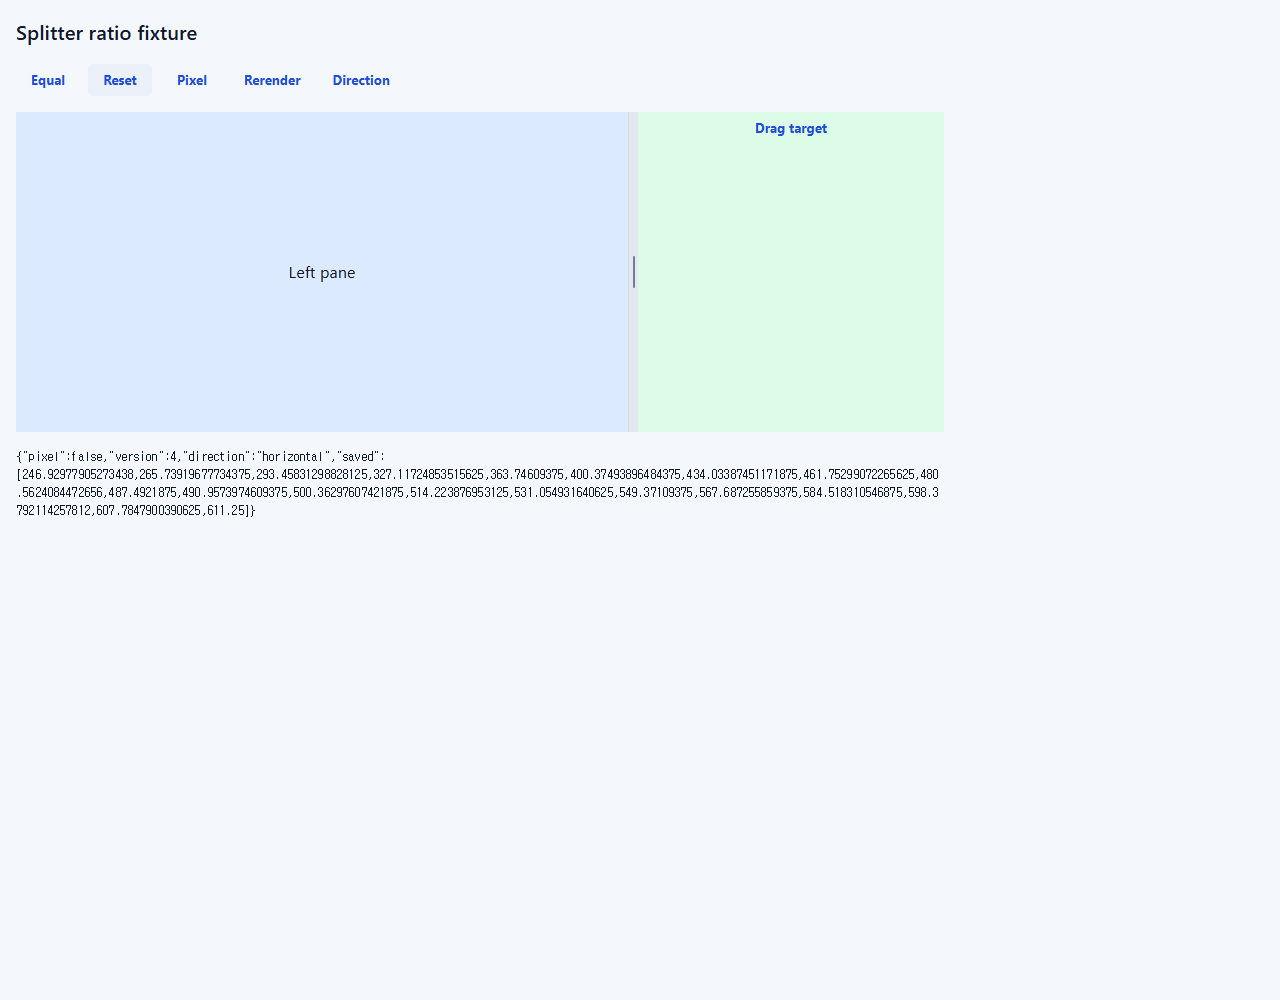 Splitter ratio fixture
Equal Reset Pixel Rerender Direction
Drag target
Left pane
{"pixel":false,"version":4,"direction":"horizontal","saved":
[246.92977905273438,265.73919677734375,293.45831298828125,327.11724853515625,363.74609375,400.37493896484375,434.03387451171875,461.75299072265625,480
.5624084472656,487.4921875,490.9573974609375,500.36297607421875,514.223876953125,531.054931640625,549.37109375,567.687255859375,584.518310546875,598.3
792114257812,607.7847900390625,611.25]}